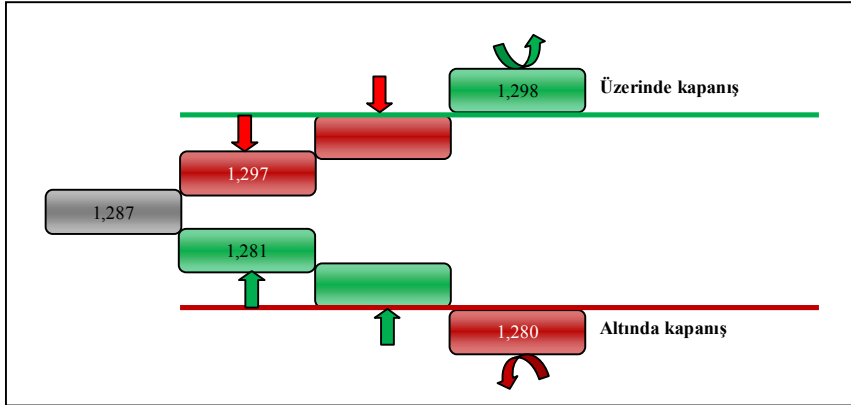 1,298
Üzerinde kapanış
1,297
1,287
1,281
1,280
Altında kapanış